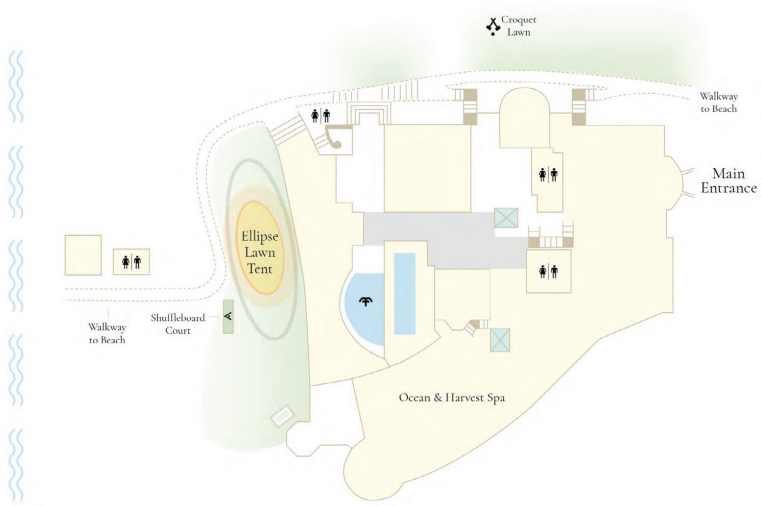 Croquet
Lawn
Walkway
to Beach
Main
Entrance
Ellipse
Lawn
Tent
Shuffleboard
Court
Walkway
to Beach
Ocean & Harvest Spa